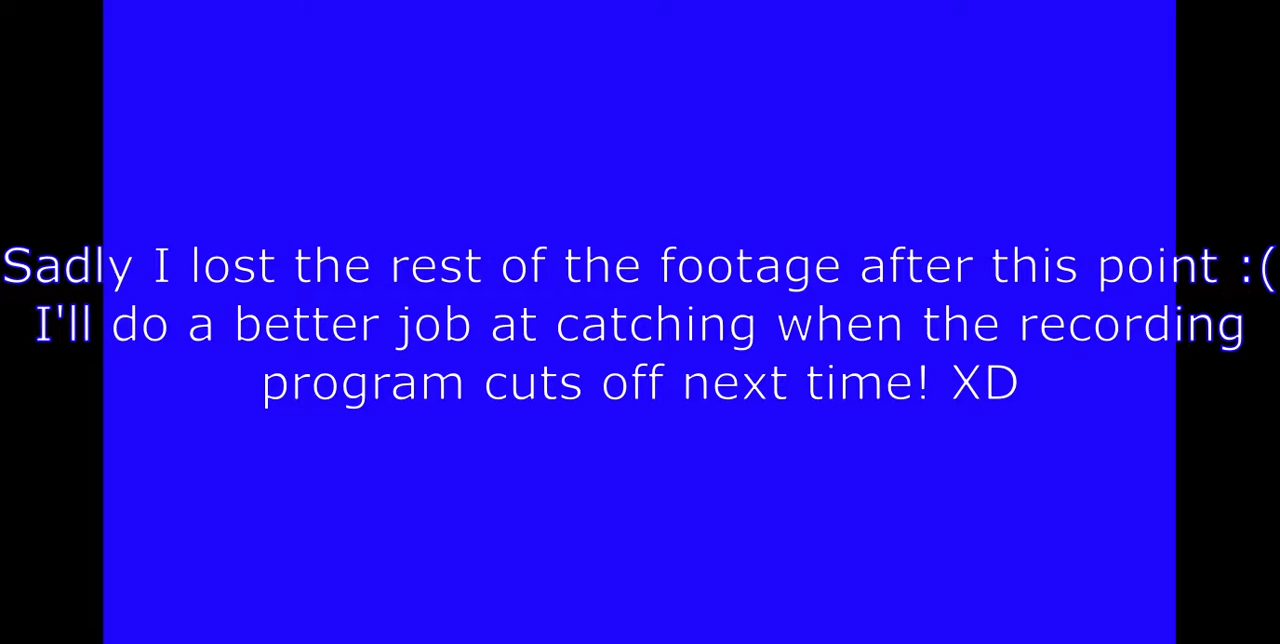 Sadly I lost the rest of the footage after this point :(
I'll do a better job at catching when the recording
program cuts off next time! XD